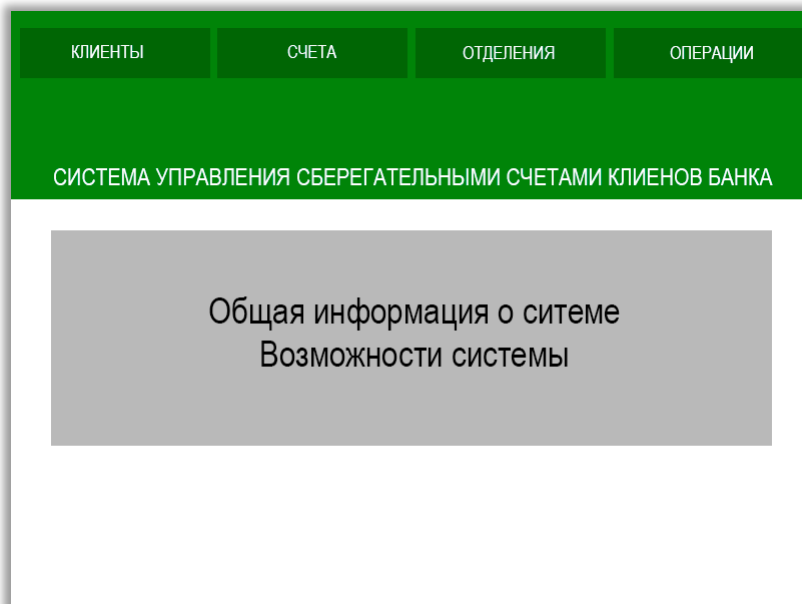 КЛИЕНТЫ
СЧЕТА
ОТДЕЛЕНИЯ
ОПЕРАЦИИ
СИСТЕМА УПРАВЛЕНИЯ СБЕРЕГАТЕЛЬНЫМИ СЧЕТАМИ КЛИЕНОВ БАНКА
Общая информация о ситеме
Возможности системы